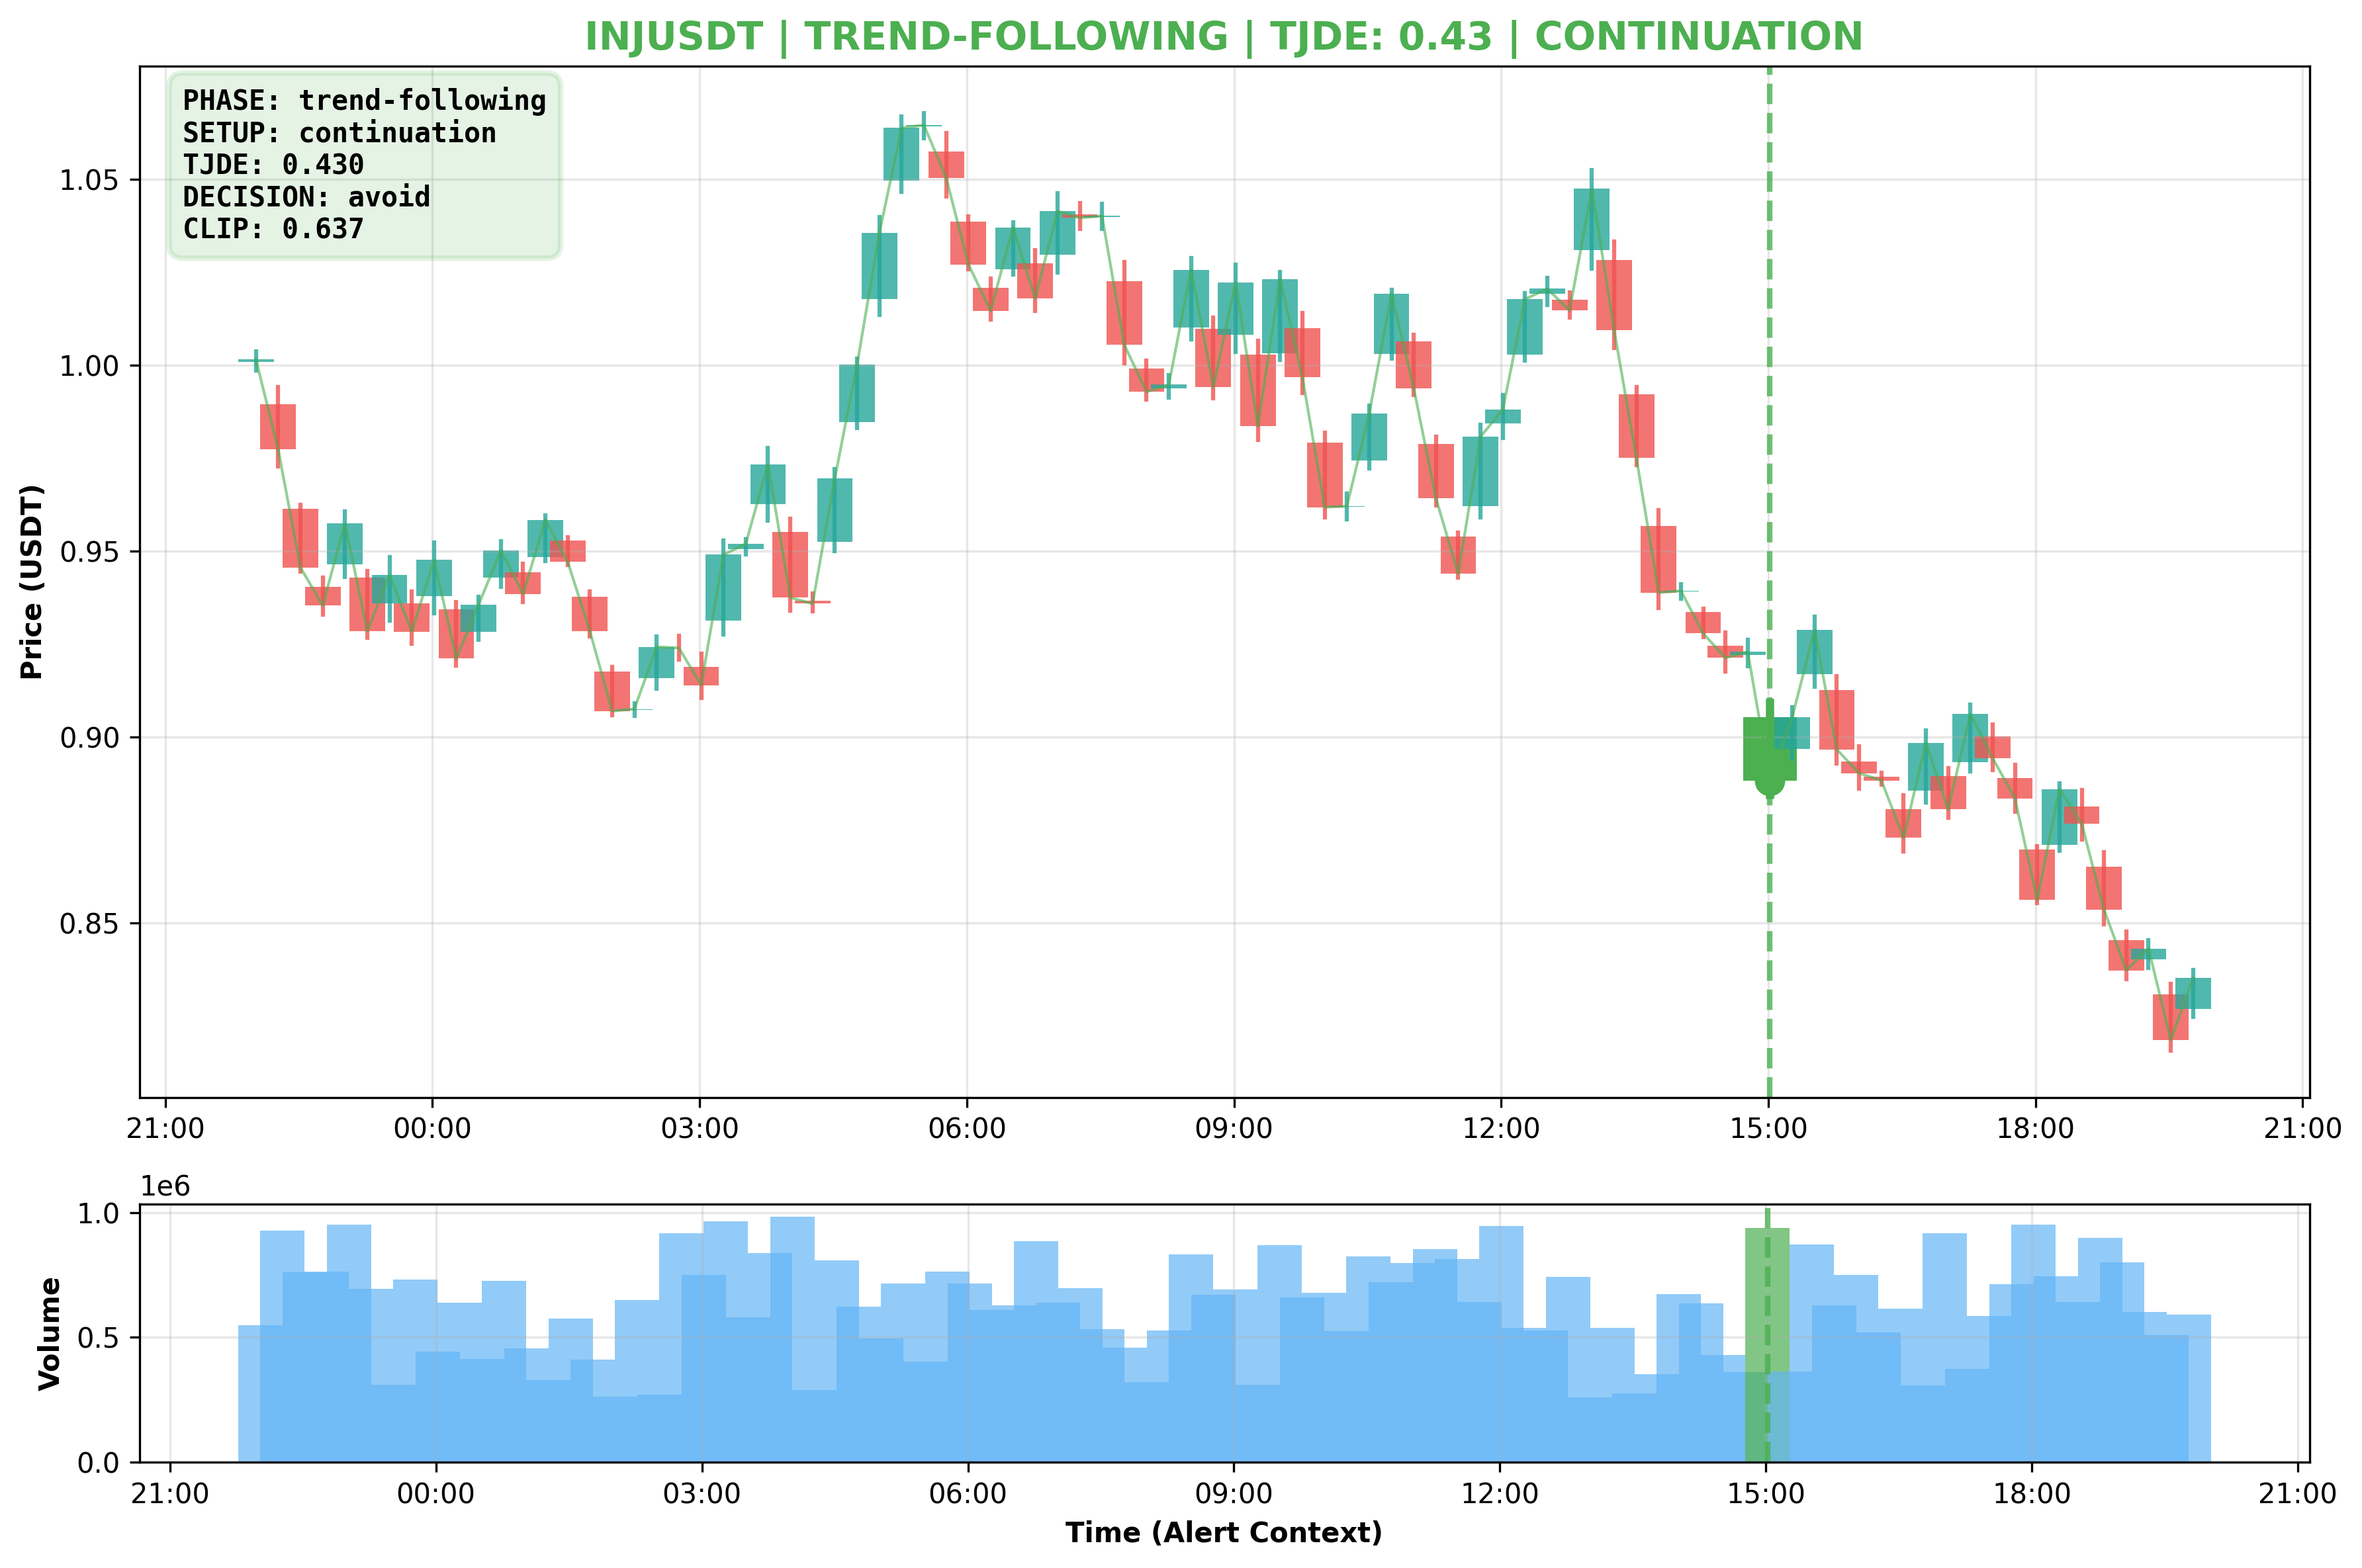 INJUSDT | TREND-FOLLOWING | TJDE: 0.43 | CONTINUATION
PHASE: trend-following
SETUP: continuation
TJDE: 0.430
DECISION: avoid
CLIP: 0.637
Price (USDT)
1.05
1.00
0.95
0.90
0.85
21:00 00:00 03:00 06:00 09:00 12:00 15:00 18:00 21:00
1e6
Volume
1.0
0.5
0.0
21:00 00:00 03:00 06:00 09:00 12:00 15:00 18:00 21:00
Time (Alert Context)